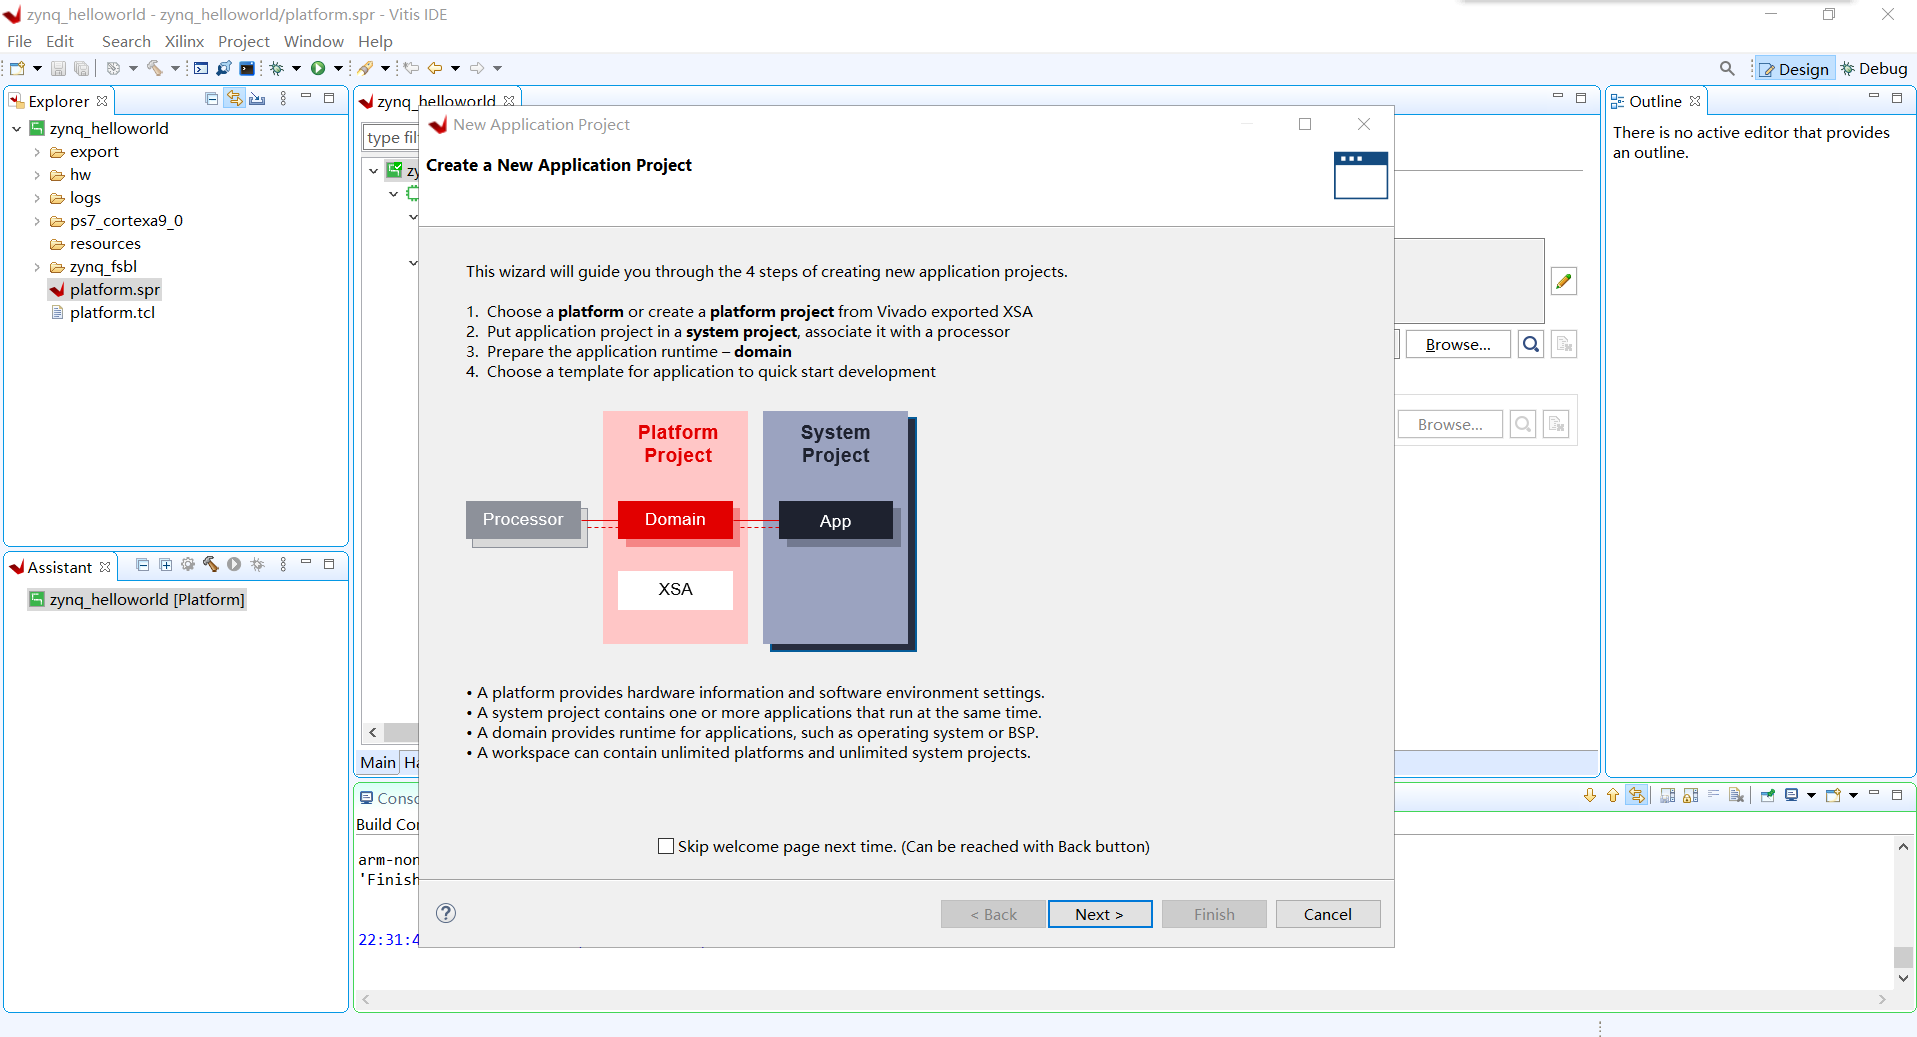 zynq_helloworld - zynq_helloworld/platform.spr - Vitis IDE
File Edit Search Xilinx Project Window Help
Design Debug
Explorer
zynq_helloworld
export
hw
logs
ps7_cortexa9_0
resources
zynq_fsbl
platform.spr
platform.tcl
Assistant
zynq_helloworld [Platform]
zynq_helloworld
type fil
zy
Main
Conso
Build Con
arm-non
'Finish
22:31:4
New Application Project
Create a New Application Project
This wizard will guide you through the 4 steps of creating new application projects.
1. Choose a platform or create a platform project from Vivado exported XSA
2. Put application project in a system project, associate it with a processor
3. Prepare the application runtime – domain
4. Choose a template for application to quick start development
Platform
Project
System
Project
Processor
Domain
App
XSA
• A platform provides hardware information and software environment settings.
• A system project contains one or more applications that run at the same time.
• A domain provides runtime for applications, such as operating system or BSP.
• A workspace can contain unlimited platforms and unlimited system projects.
Skip welcome page next time. (Can be reached with Back button)
< Back
Next >
Finish
Cancel
Browse...
Browse...
Outline
There is no active editor that provides
an outline.